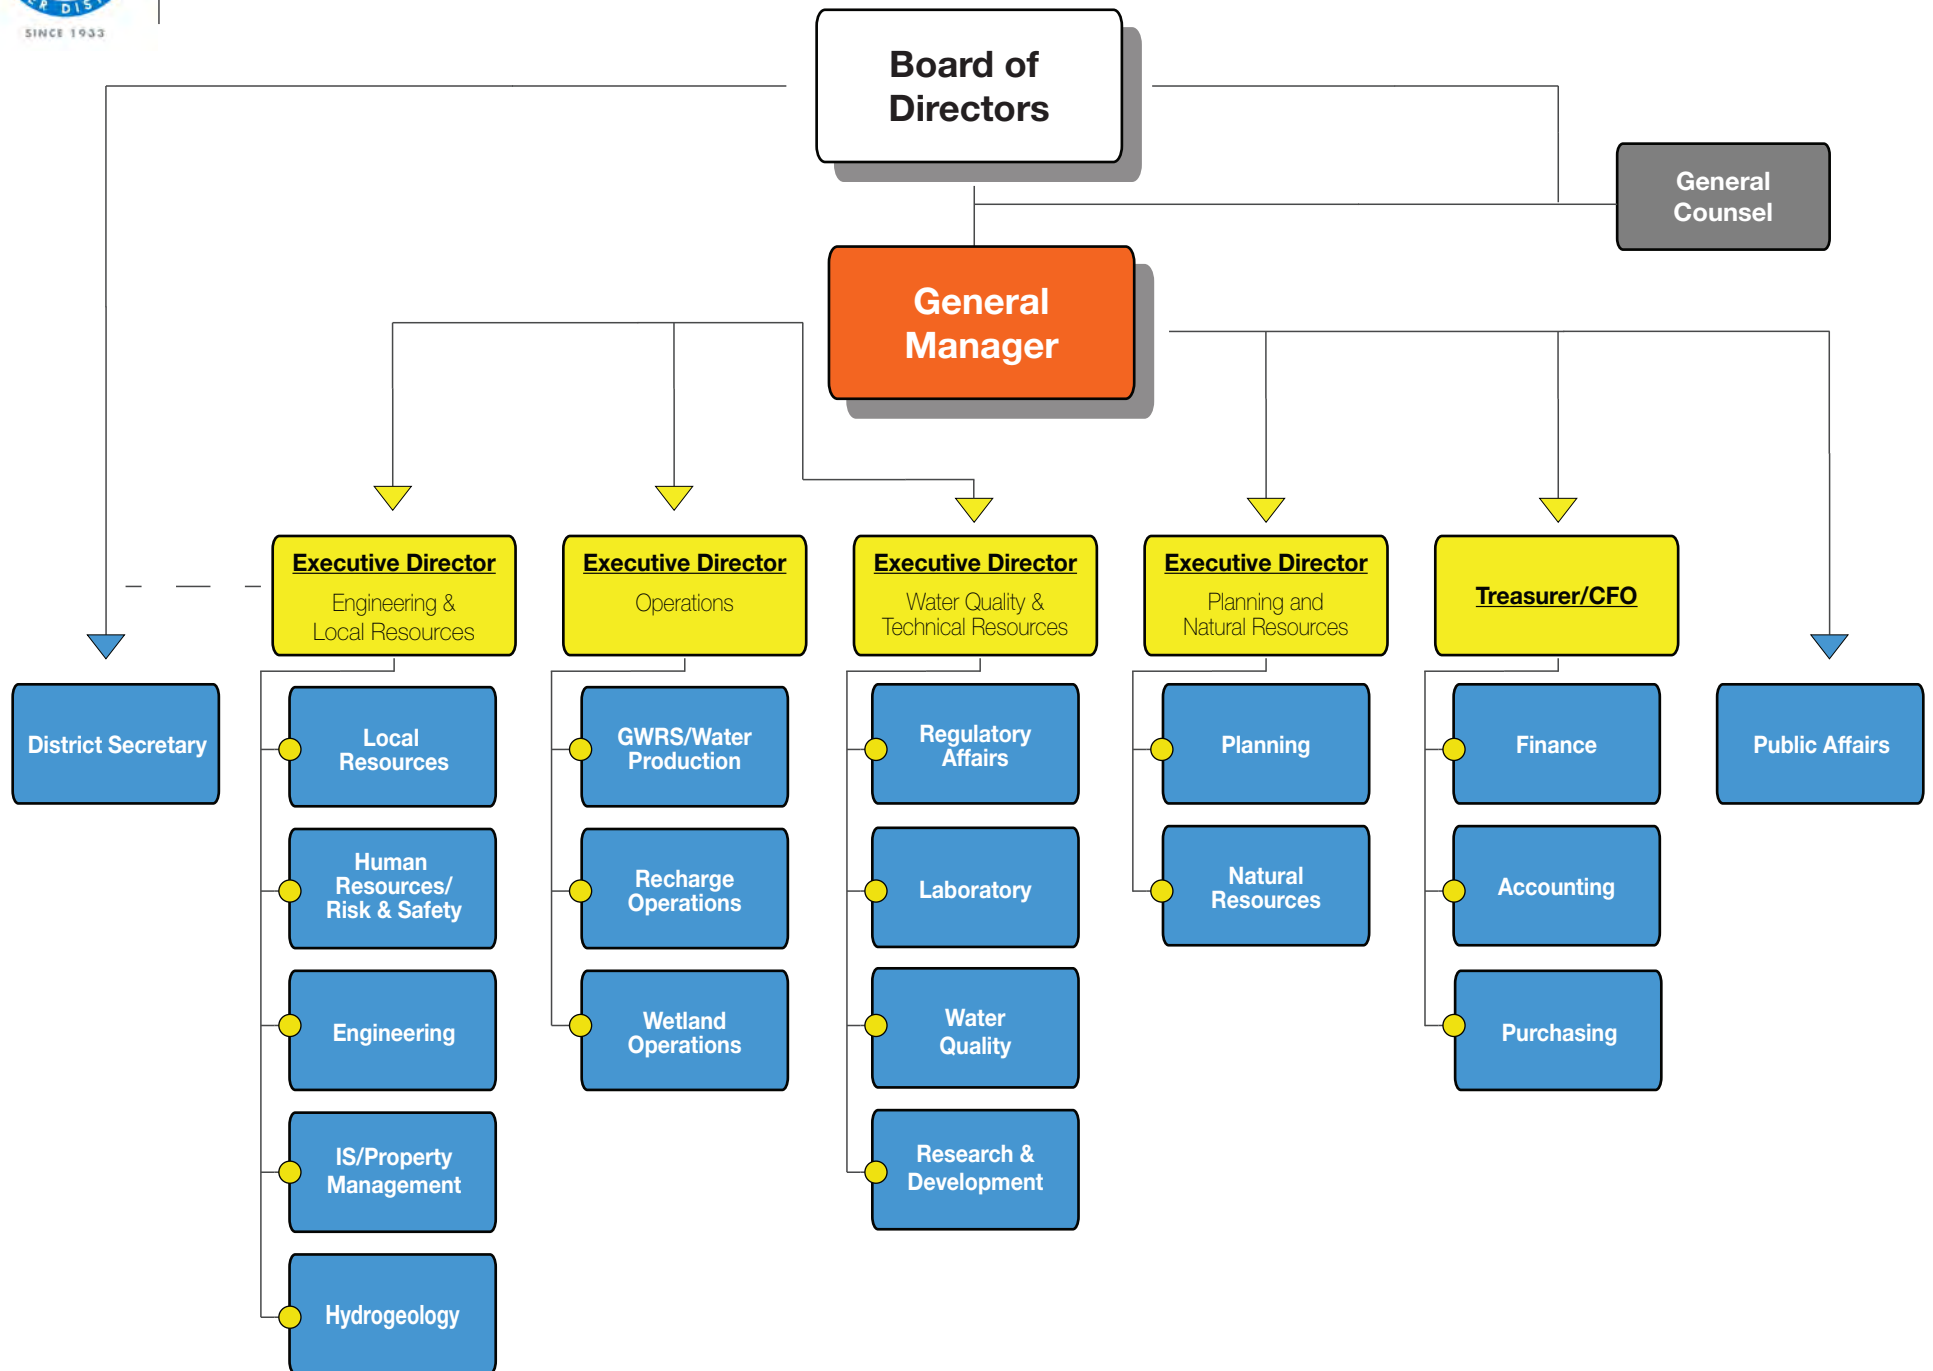 SINCE 1933
Board of
Directors
General
Counsel
General
Manager
Executive Director
Engineering &
Local Resources
Executive Director
Operations
Executive Director
Water Quality &
Technical Resources
Executive Director
Planning and
Natural Resources
Treasurer/CFO
District Secretary
Local
Resources
Human
Resources/
Risk & Safety
Engineering
IS/Property
Management
Hydrogeology
GWRS/Water
Production
Recharge
Operations
Wetland
Operations
Regulatory
Affairs
Laboratory
Water
Quality
Research &
Development
Planning
Natural
Resources
Finance
Accounting
Purchasing
Public Affairs